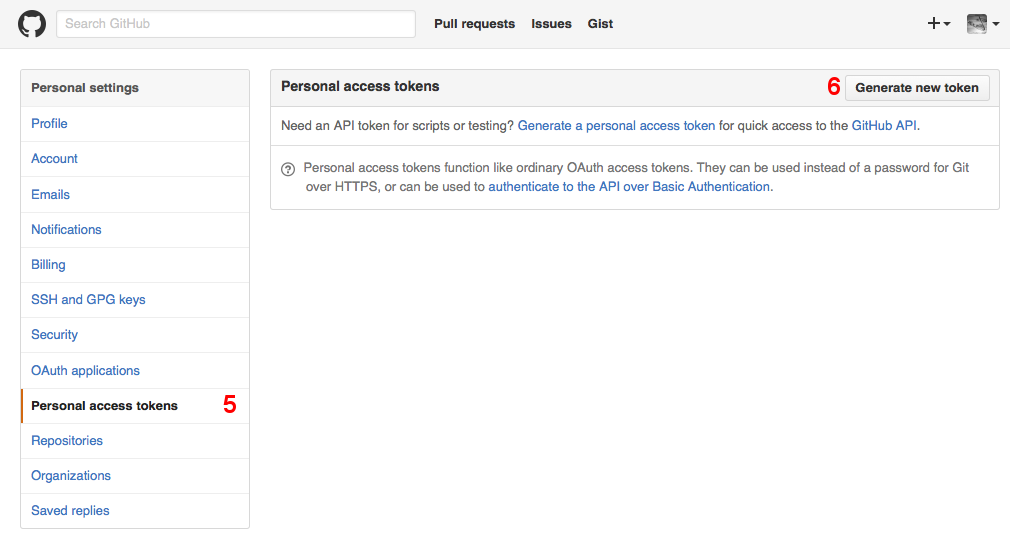 Search GitHub
Pull requests Issues Gist
Personal settings
Profile
Account
Emails
Notifications
Billing
SSH and GPG keys
Security
OAuth applications
Personal access tokens 5
Repositories
Organizations
Saved replies
Personal access tokens 6 Generate new token
Need an API token for scripts or testing? Generate a personal access token for quick access to the GitHub API.
Personal access tokens function like ordinary OAuth access tokens. They can be used instead of a password for Git
over HTTPS, or can be used to authenticate to the API over Basic Authentication.